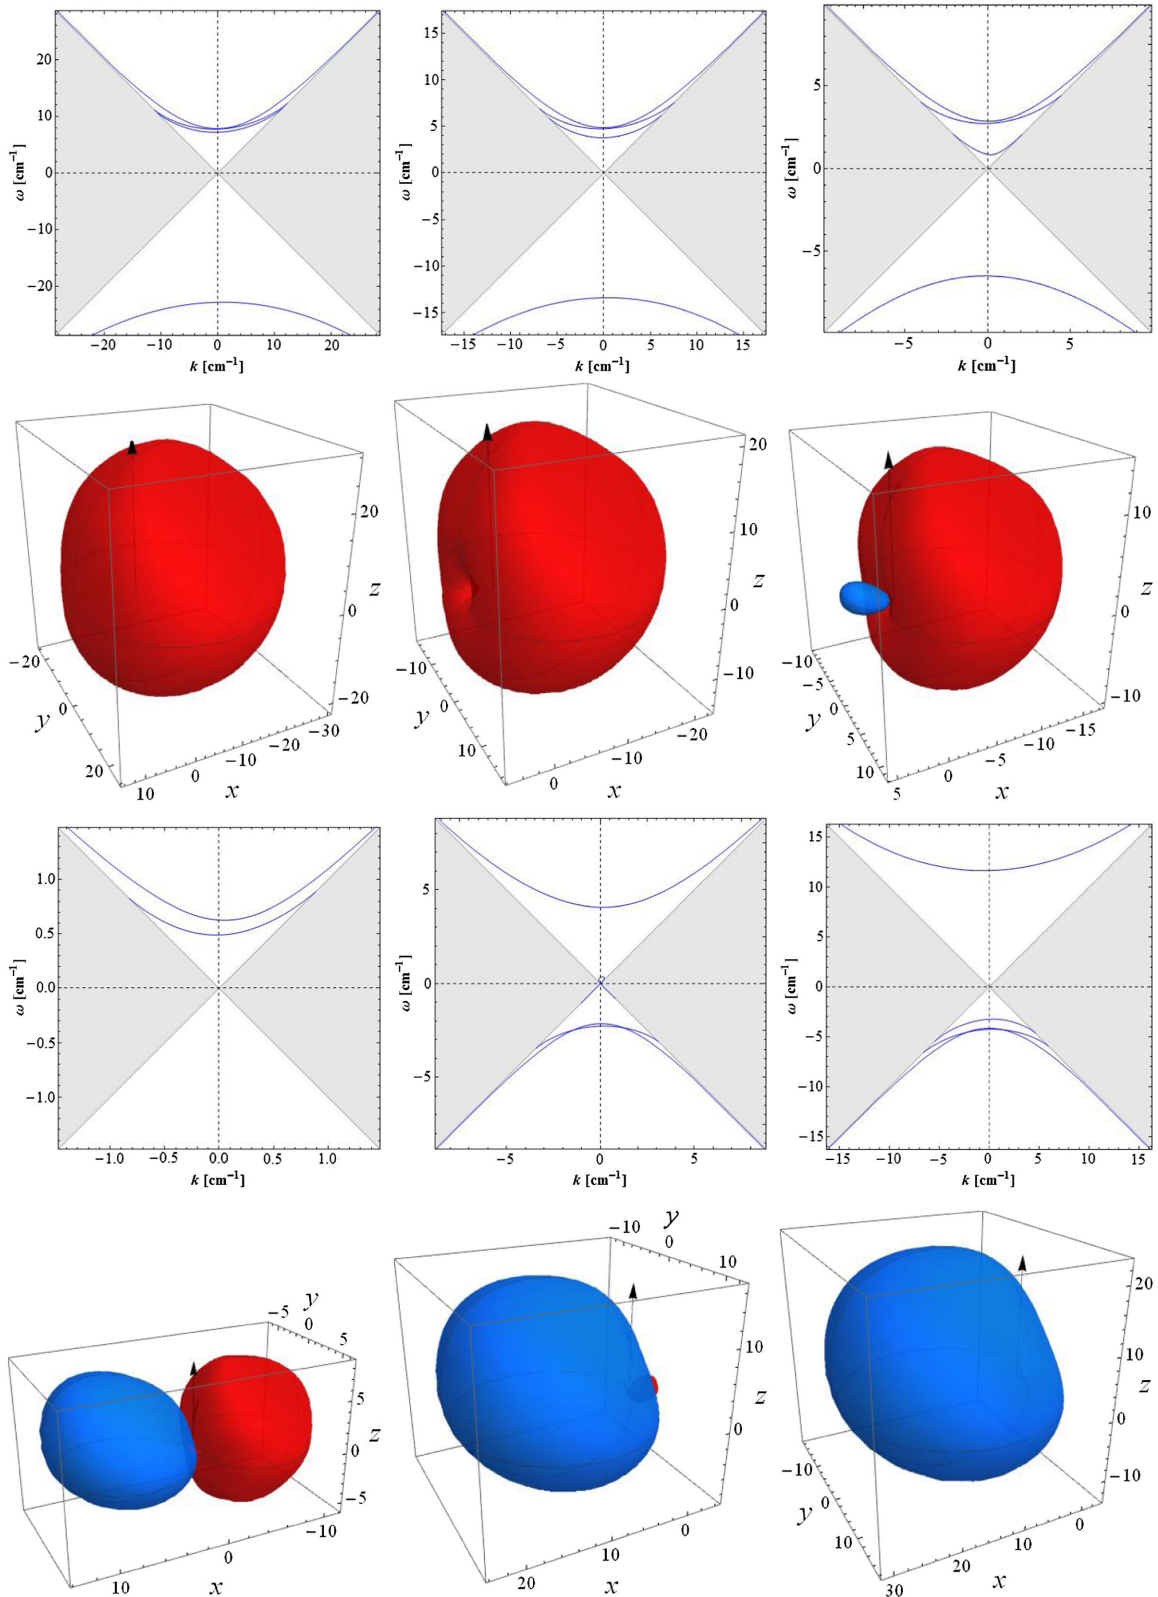 20
10
0
−10
−20
ω [cm⁻¹]
−20 −10 0 10 20
k [cm⁻¹]
15
10
5
0
−5
−10
−15
ω [cm⁻¹]
−15 −10 −5 0 5 10 15
k [cm⁻¹]
5
0
−5
ω [cm⁻¹]
−5 0 5
k [cm⁻¹]
20
0
−20
z
−20
0
20
y
10 0 −10 −20 −30
x
20
10
0
−10
z
−10
0
10
y
0 −10 −20
x
10
0
−10
z
−10
−5
0
5
10
y
5 0 −5 −10 −15
x
1.0
0.5
0.0
−0.5
−1.0
ω [cm⁻¹]
−1.0 −0.5 0.0 0.5 1.0
k [cm⁻¹]
5
0
−5
ω [cm⁻¹]
−5 0 5
k [cm⁻¹]
15
10
5
0
−5
−10
−15
ω [cm⁻¹]
−15 −10 −5 0 5 10 15
k [cm⁻¹]
−5 0 5
y
5
0
−5
z
10 0 −10
x
−10 0 10
y
10
0
z
20 10 0
x
20
10
0
−10
z
−10
0
10
y
30 20 10 0
x